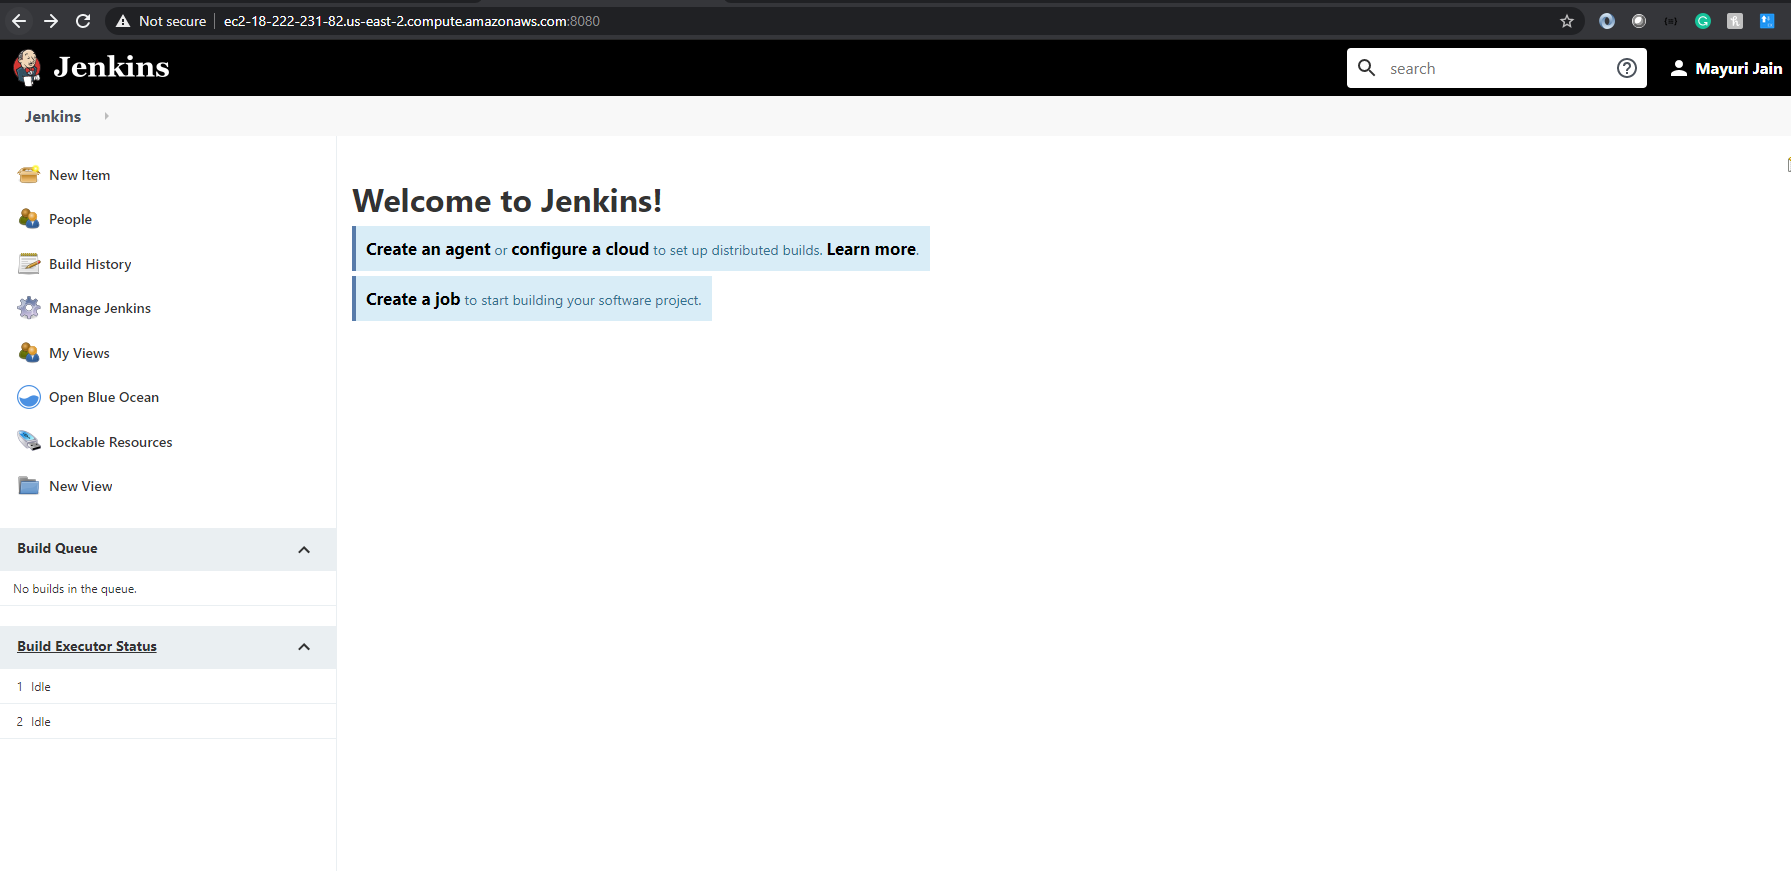 Not secure ec2-18-222-231-82.us-east-2.compute.amazonaws.com:8080
Jenkins
search
Mayuri Jain
Jenkins
New Item
People
Build History
Manage Jenkins
My Views
Open Blue Ocean
Lockable Resources
New View
Build Queue
No builds in the queue.
Build Executor Status
1 Idle
2 Idle
Welcome to Jenkins!
Create an agent or configure a cloud to set up distributed builds. Learn more.
Create a job to start building your software project.